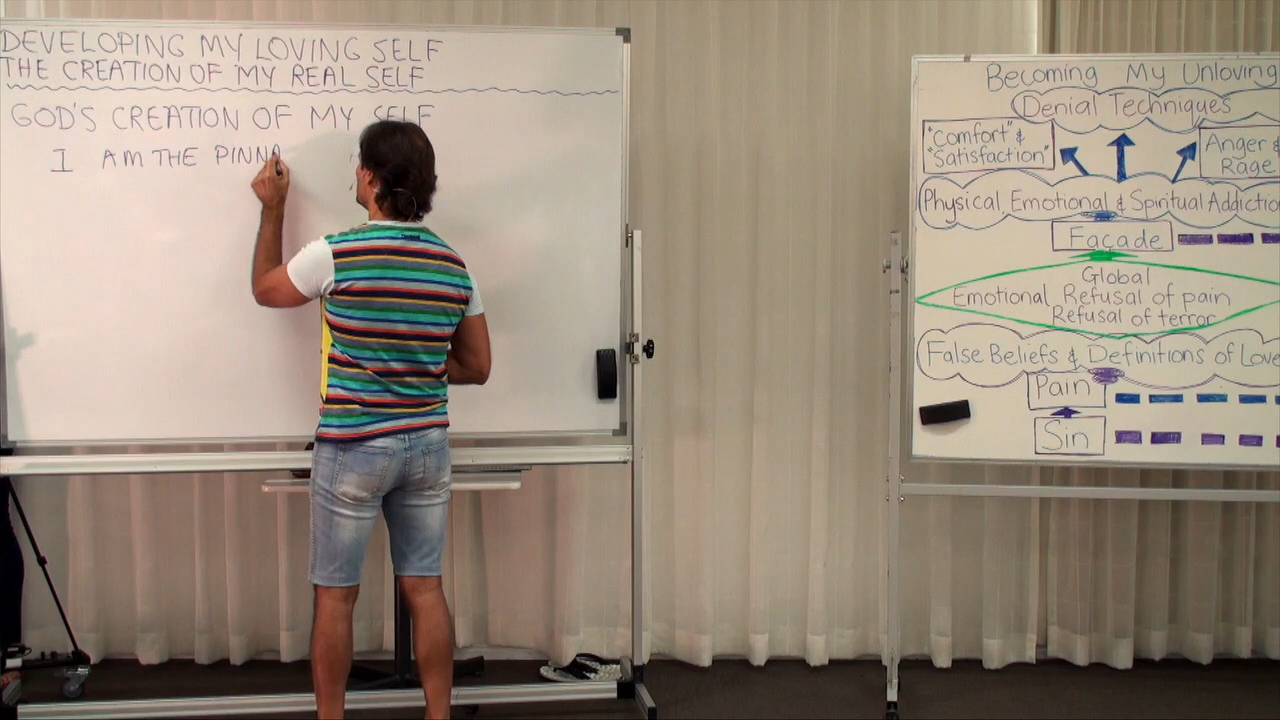 DEVELOPING MY LOVING SELF
THE CREATION OF MY REAL SELF
GOD'S CREATION OF MY SELF
I AM THE PINNA
Becoming My Unloving
Denial Techniques
"Comfort" &
"Satisfaction"
Anger &
Rage
Physical, Emotional & Spiritual Addictio
Façade
Global
Emotional Refusal of pain
Refusal of terror
False Beliefs & Definitions of Love
Pain
Sin